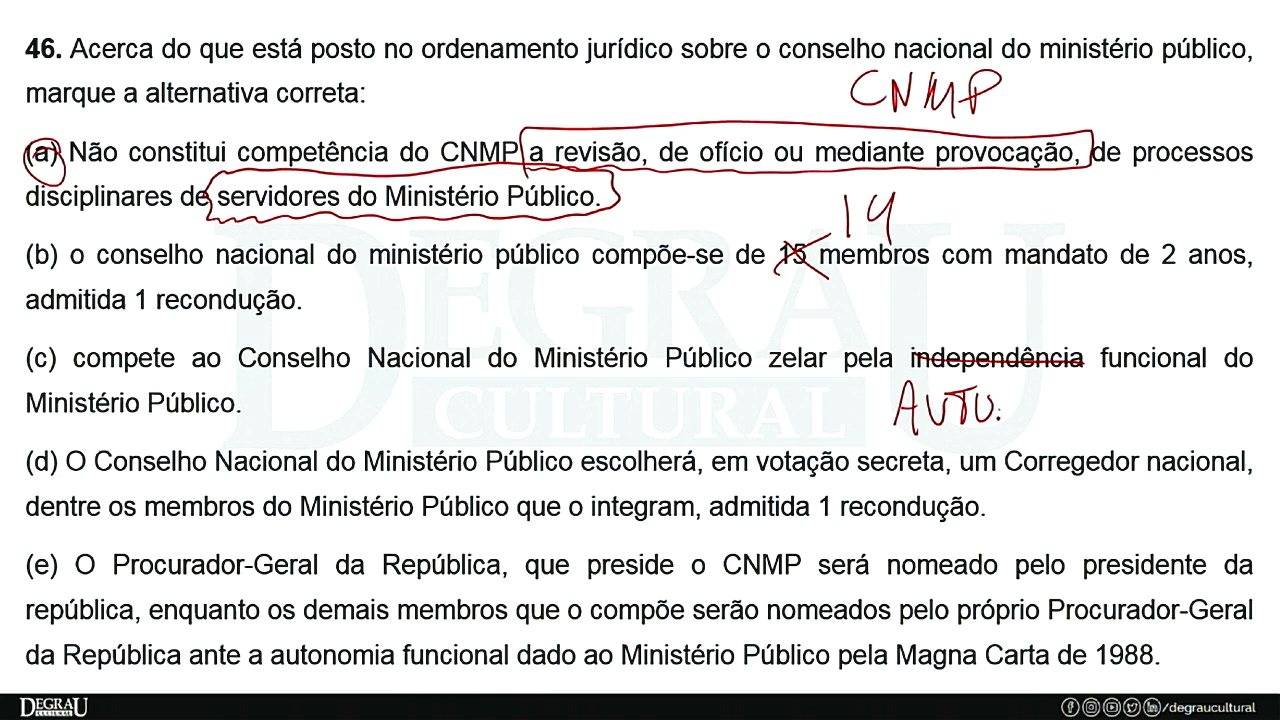 46. Acerca do que está posto no ordenamento jurídico sobre o conselho nacional do ministério público,
marque a alternativa correta:
CNMP
(a) Não constitui competência do CNMP a revisão, de ofício ou mediante provocação, de processos
disciplinares de servidores do Ministério Público.
14
(b) o conselho nacional do ministério público compõe-se de 15 membros com mandato de 2 anos,
admitida 1 recondução.
(c) compete ao Conselho Nacional do Ministério Público zelar pela independência funcional do
Ministério Público.
AUTO.
(d) O Conselho Nacional do Ministério Público escolherá, em votação secreta, um Corregedor nacional,
dentre os membros do Ministério Público que o integram, admitida 1 recondução.
(e) O Procurador-Geral da República, que preside o CNMP será nomeado pelo presidente da
república, enquanto os demais membros que o compõe serão nomeados pelo próprio Procurador-Geral
da República ante a autonomia funcional dado ao Ministério Público pela Magna Carta de 1988.
DEGRAU
CULTURAL
DEGRAU
CULTURAL
/degraucultural